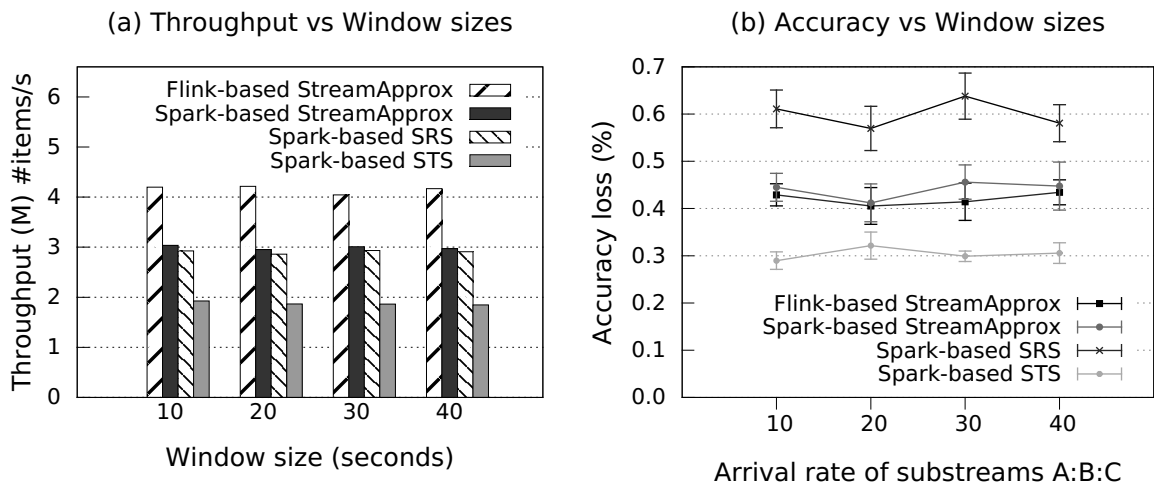 (a) Throughput vs Window sizes
Throughput (M) #items/s
6
5
4
3
2
1
0
Flink-based StreamApprox
Spark-based StreamApprox
Spark-based SRS
Spark-based STS
10 20 30 40
Window size (seconds)
(b) Accuracy vs Window sizes
Accuracy loss (%)
0.7
0.6
0.5
0.4
0.3
0.2
0.1
0.0
Flink-based StreamApprox
Spark-based StreamApprox
Spark-based SRS
Spark-based STS
10 20 30 40
Arrival rate of substreams A:B:C